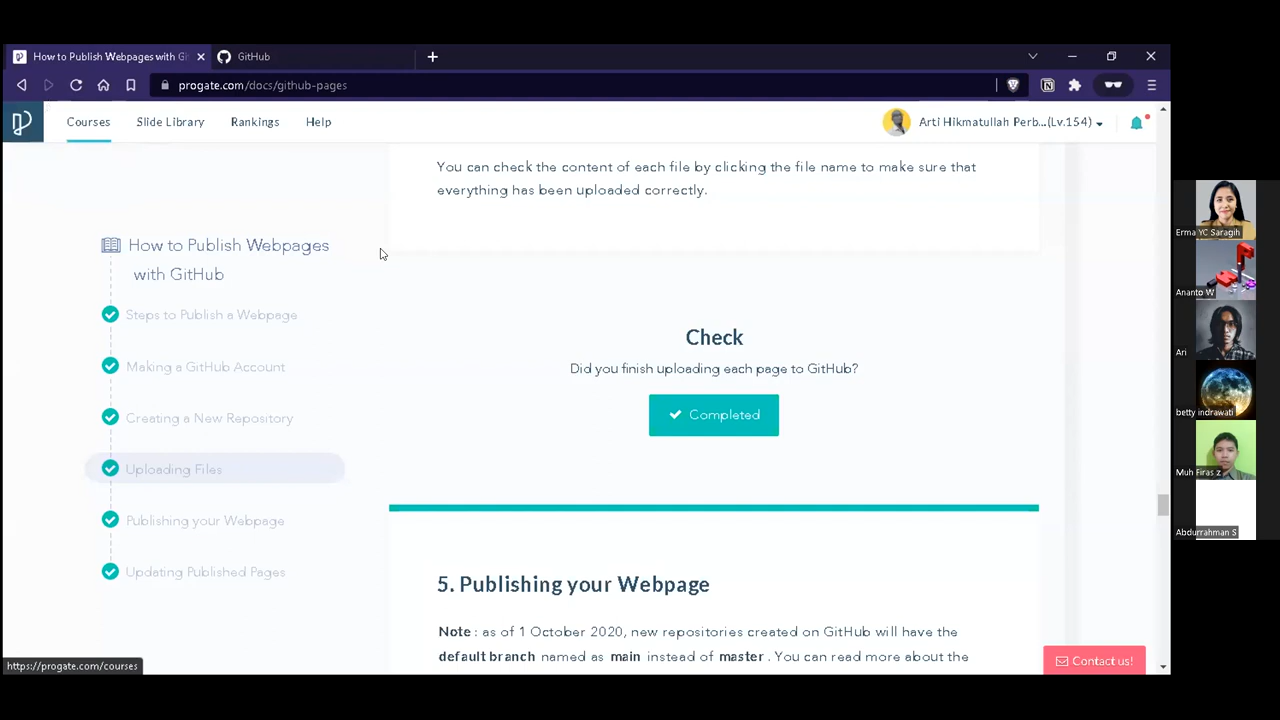 How to Publish Webpages with Gi
GitHub
progate.com/docs/github-pages
Courses
Slide Library
Rankings
Help
Arti Hikmatullah Perb...(Lv.154)
You can check the content of each file by clicking the file name to make sure that
everything has been uploaded correctly.
How to Publish Webpages
with GitHub
Steps to Publish a Webpage
Making a GitHub Account
Creating a New Repository
Uploading Files
Publishing your Webpage
Updating Published Pages
Check
Did you finish uploading each page to GitHub?
Completed
5. Publishing your Webpage
Note : as of 1 October 2020, new repositories created on GitHub will have the
default branch named as main instead of master . You can read more about the
Contact us!
https://progate.com/courses
Erma YC Saragih
Ananto W
Ari
betty indrawati
Muh Firas z
Abdurrahman S